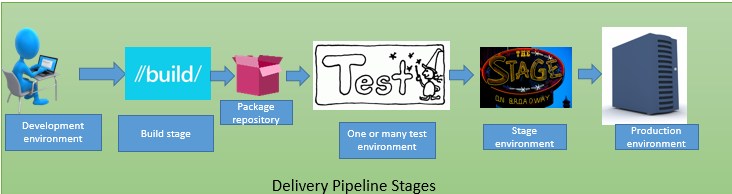 //build/
Test
THE
STAGE
ON BROADWAY
Development
environment
Build stage
Package
repository
One or many test
environment
Stage
environment
Production
environment
Delivery Pipeline Stages